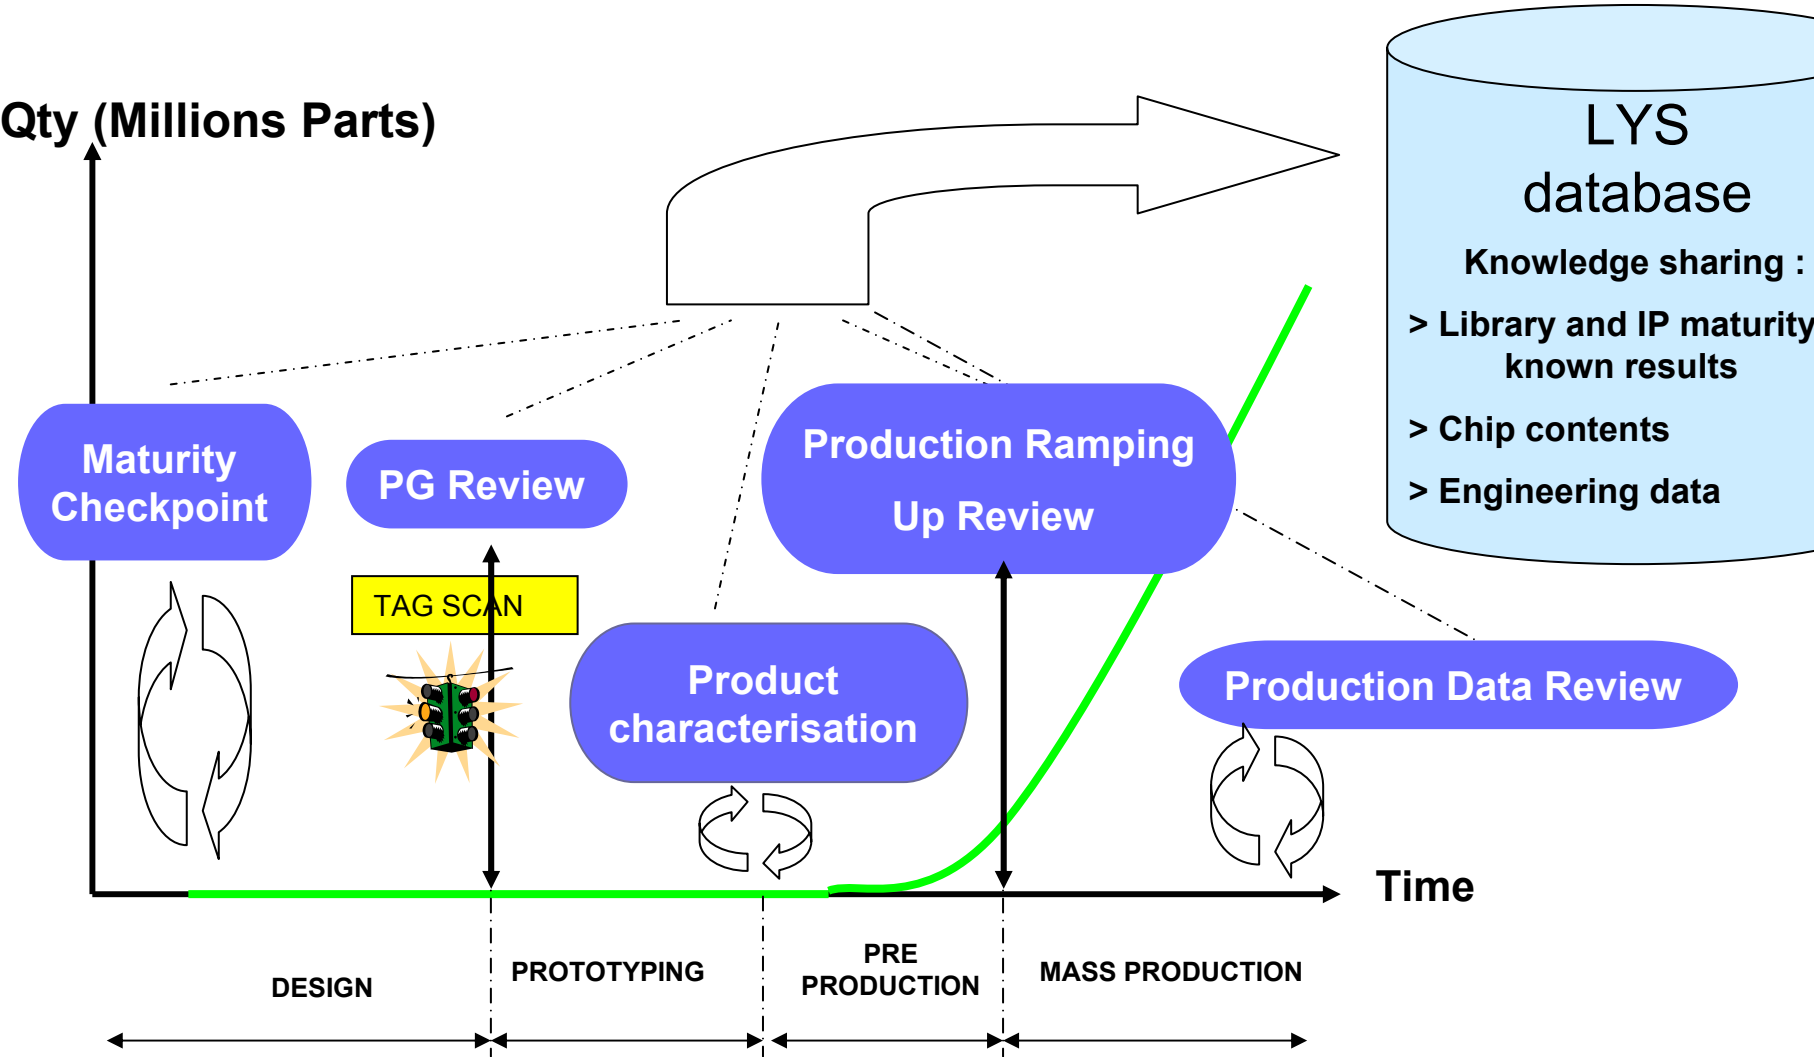 Qty (Millions Parts)
LYS
database
Knowledge sharing :
> Library and IP maturity
known results
> Chip contents
> Engineering data
Maturity
Checkpoint
PG Review
TAG SCAN
Product
characterisation
Production Ramping
Up Review
Production Data Review
Time
DESIGN
PROTOTYPING
PRE
PRODUCTION
MASS PRODUCTION